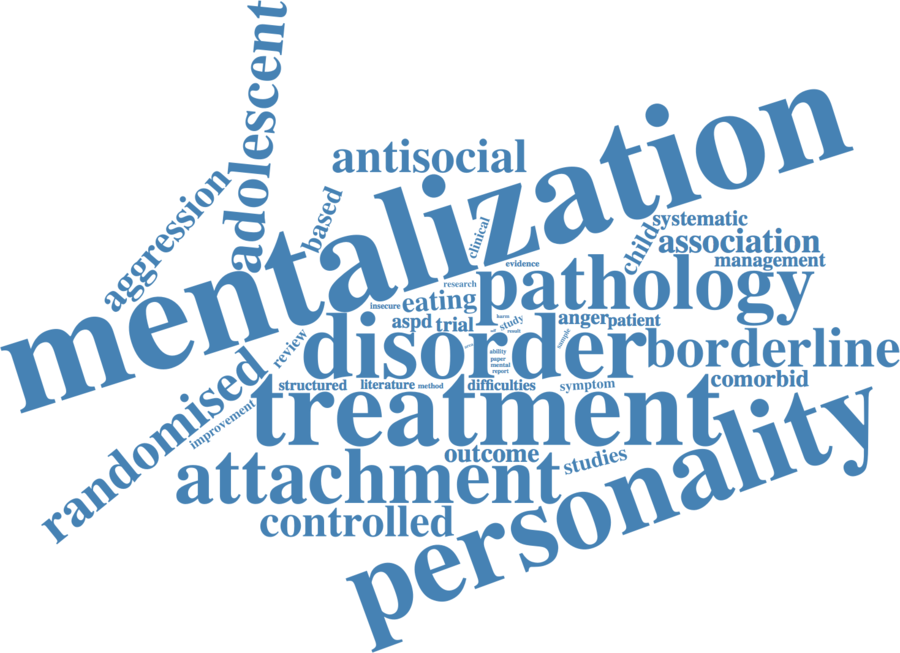 adolescent
antisocial
aggression
based
mentalization
clinical
child
systematic
association
management
evidence
pathology
research
insecure
eating
harm
study
aspd
trial
result
anger
patient
sample
review
disorder
borderline
ability
paper
mental
report
comorbid
randomised
structured
literature
method
difficulties
symptom
improvement
treatment
outcome
studies
attachment
personality
controlled